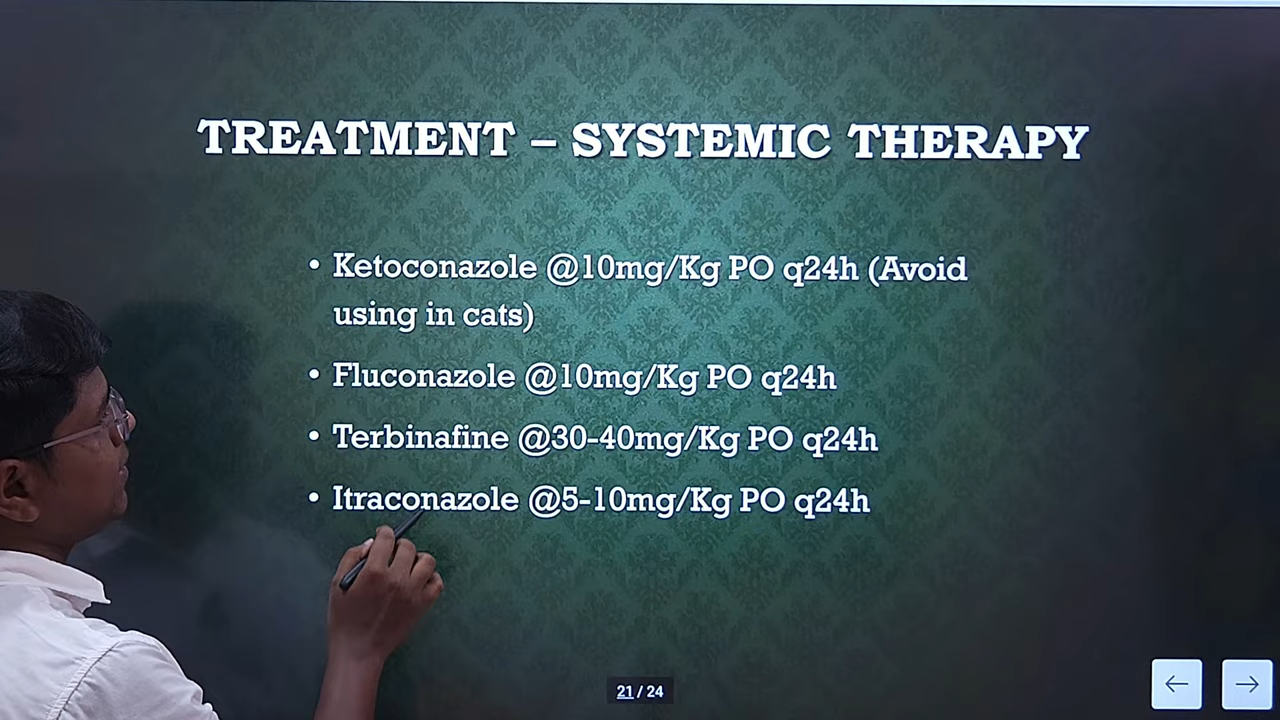 TREATMENT – SYSTEMIC THERAPY
• Ketoconazole @10mg/Kg PO q24h (Avoid
using in cats)
• Fluconazole @10mg/Kg PO q24h
• Terbinafine @30-40mg/Kg PO q24h
• Itraconazole @5-10mg/Kg PO q24h
21 / 24